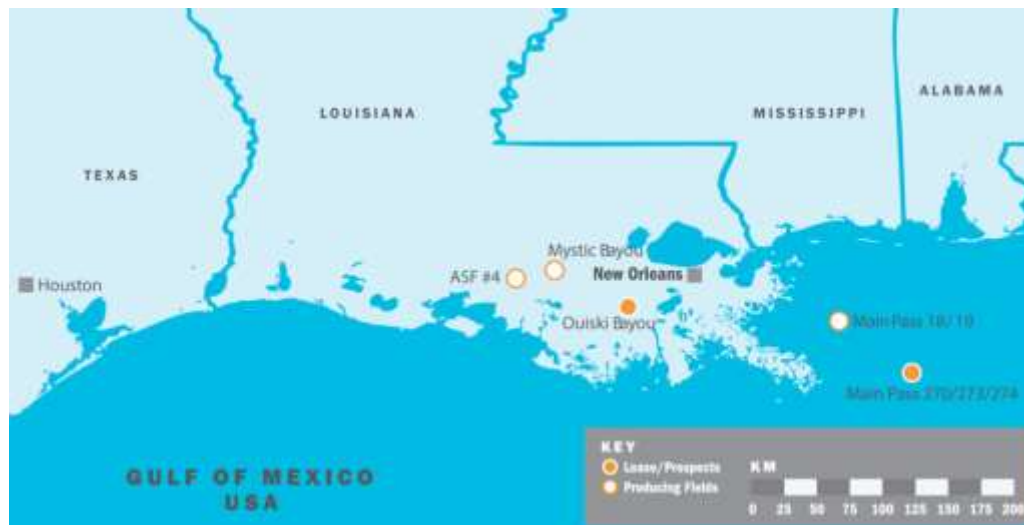 ALABAMA
LOUISIANA
MISSISSIPPI
TEXAS
Mystic Bayou
ASF #4
New Orleans
Houston
Ouiski Bayou
Main Pass 18/19
Main Pass 270/273/274
GULF OF MEXICO
USA
KEY
Lease/Prospects
Producing Fields
KM
0 25 50 75 100 125 150 175 200